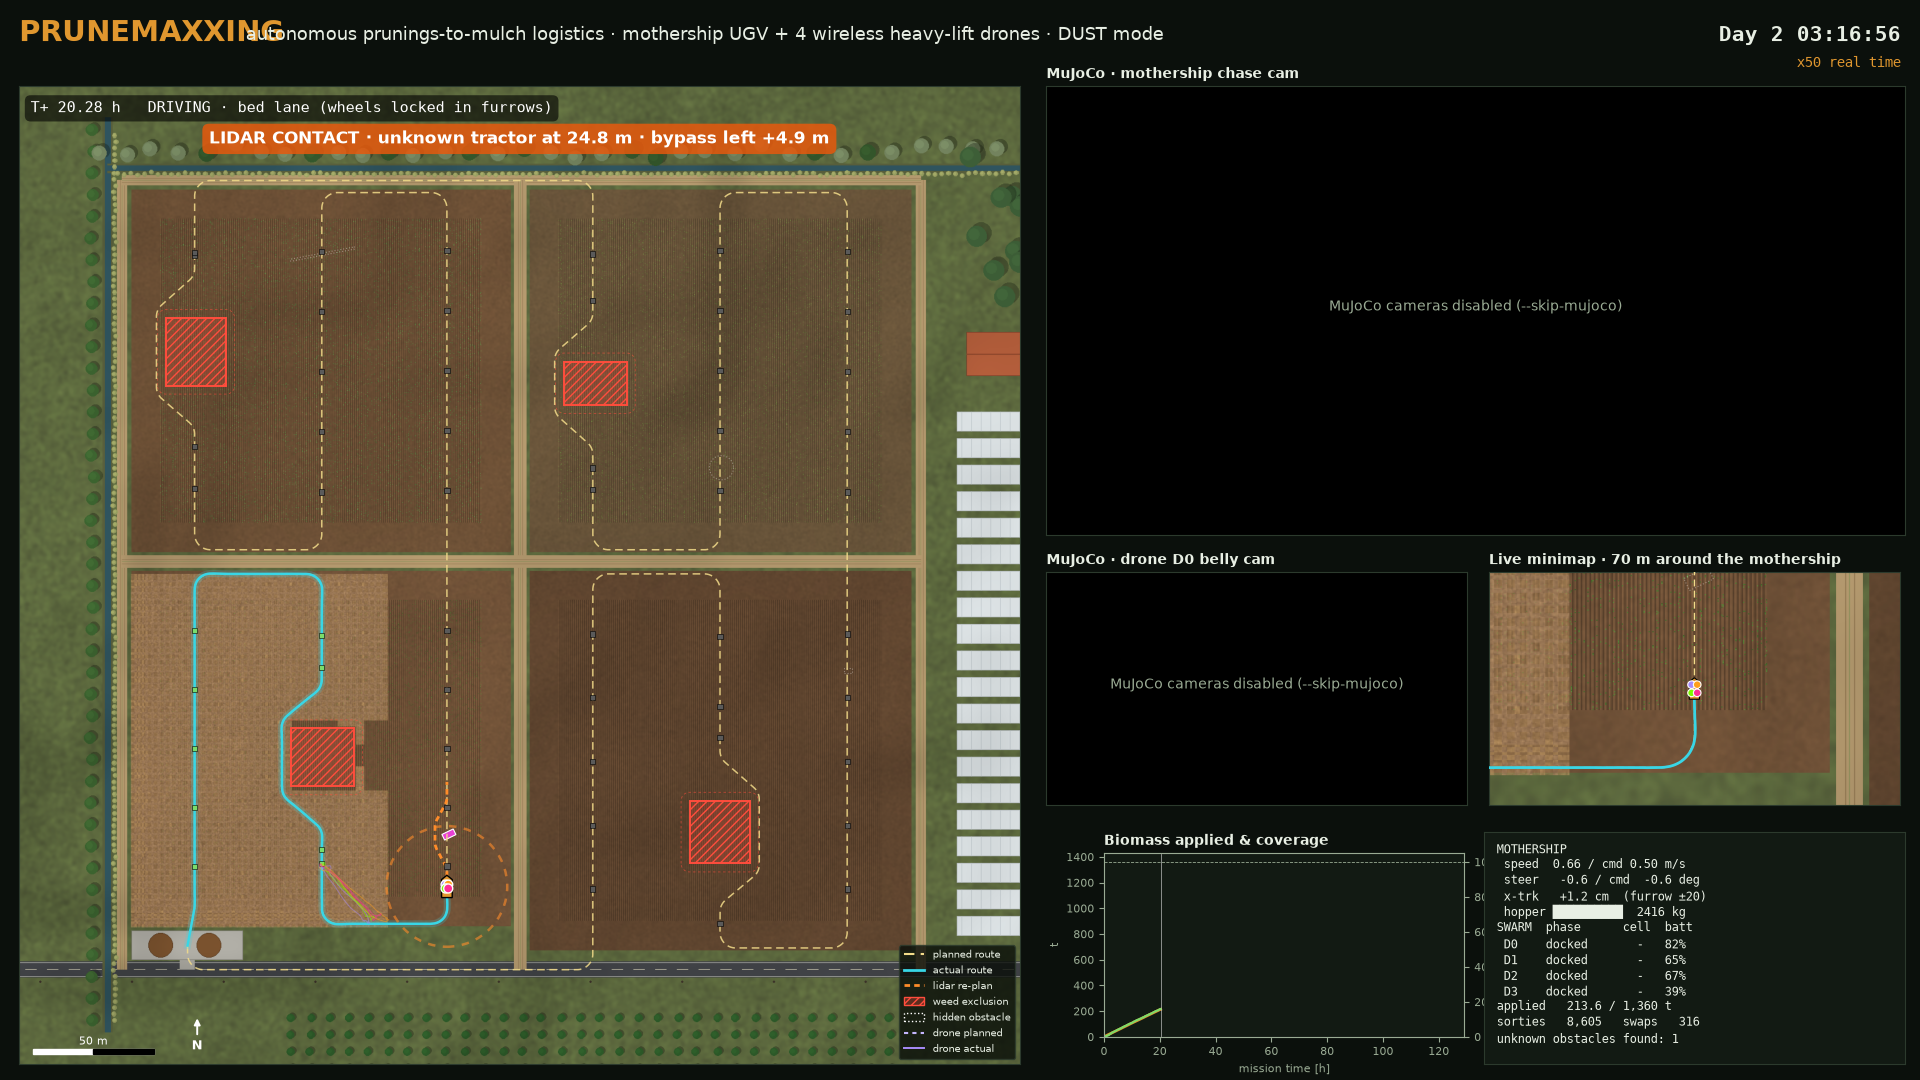 PRUNEMAXXING
autonomous prunings-to-mulch logistics · mothership UGV + 4 wireless heavy-lift drones · DUST mode
Day 2 03:16:56
x50 real time
T+ 20.28 h DRIVING · bed lane (wheels locked in furrows)
LIDAR CONTACT · unknown tractor at 24.8 m · bypass left +4.9 m
50 m
N
planned route
actual route
lidar re-plan
weed exclusion
hidden obstacle
drone planned
drone actual
MuJoCo · mothership chase cam
MuJoCo cameras disabled (--skip-mujoco)
MuJoCo · drone D0 belly cam
MuJoCo cameras disabled (--skip-mujoco)
Live minimap · 70 m around the mothership
Biomass applied & coverage
1400
1200
1000
800
600
400
200
0
t
0 20 40 60 80 100 120
mission time [h]
MOTHERSHIP
speed 0.66 / cmd 0.50 m/s
steer -0.6 / cmd -0.6 deg
x-trk +1.2 cm (furrow ±20)
hopper 2416 kg
SWARM phase cell batt
D0 docked - 82%
D1 docked - 65%
D2 docked - 67%
D3 docked - 39%
applied 213.6 / 1,360 t
sorties 8,605 swaps 316
unknown obstacles found: 1